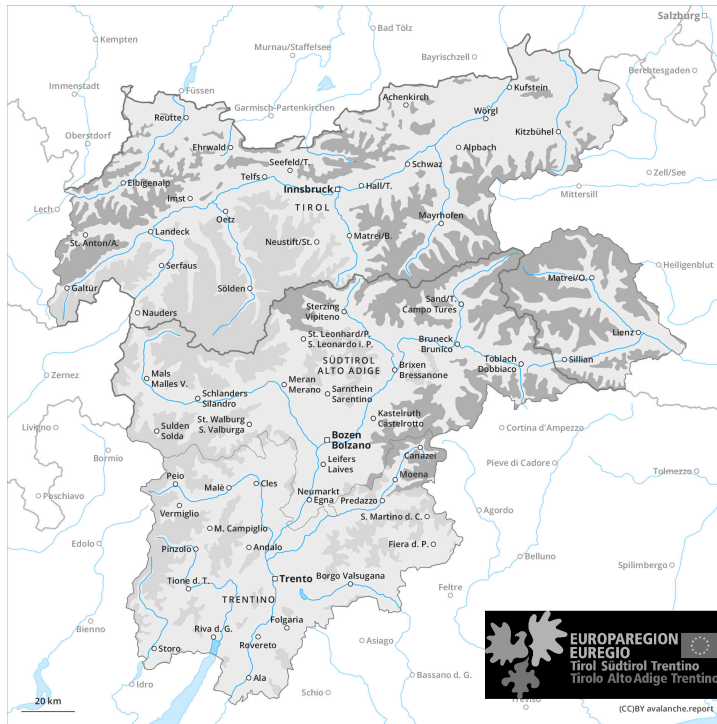 Salzburg
Kempten
Bad Tölz
Murnau/Staffelsee
Bayrischzell
Berchtesgaden
Immenstadt
Füssen
Garmisch-Partenkirchen
Achenkirch
Kufstein
Reutte
Wörgl
Oberstdorf
Kitzbühel
Ehrwald
Alpbach
Seefeld/T.
Schwaz
Telfs
Zell/See
Elbigenalp
Innsbruck
Hall/T.
Mittersill
Imst
TIROL
Lech
Oetz
Mayrhofen
Landeck
Matrei/B.
St. Anton/A.
Neustift/St.
Serfaus
Heiligenblut
Matrei/O.
Galtür
Sölden
Sand/T.
Campo Tures
Nauders
Sterzing
Vipiteno
St. Leonhard/P.
S. Leonardo i. P.
Lienz
Bruneck
Brunico
SÜDTIROL
ALTO ADIGE
Toblach
Dobbiaco
Sillian
Brixen
Bressanone
Zernez
Mals
Malles V.
Meran
Merano
Sarnthein
Sarentino
Schlanders
Silandro
Kastelruth
Castelrotto
St. Walburg
S. Valburga
Sulden
Solda
Livigno
Cortina d'Ampezzo
Bozen
Bolzano
Bormio
Canazei
Leifers
Laives
Pieve di Cadore
Tolmezzo
Peio
Moena
Malè
Cles
Poschiavo
Neumarkt
Egna
Predazzo
Vermiglio
Agordo
S. Martino d. C.
M. Campiglio
Edolo
Pinzolo
Andalo
Fiera d. P.
Belluno
Spilimbergo
Tione d. T.
Trento
Borgo Valsugana
Feltre
TRENTINO
Bienno
Folgaria
Riva d. G.
Rovereto
Asiago
Storo
EUROPAREGION
EUREGIO
Tirol Südtirol Trentino
Tirolo Alto Adige Trentino
Ala
Bassano d. G.
Idro
Schio
Treviso
20 km
(CC)BY avalanche.report